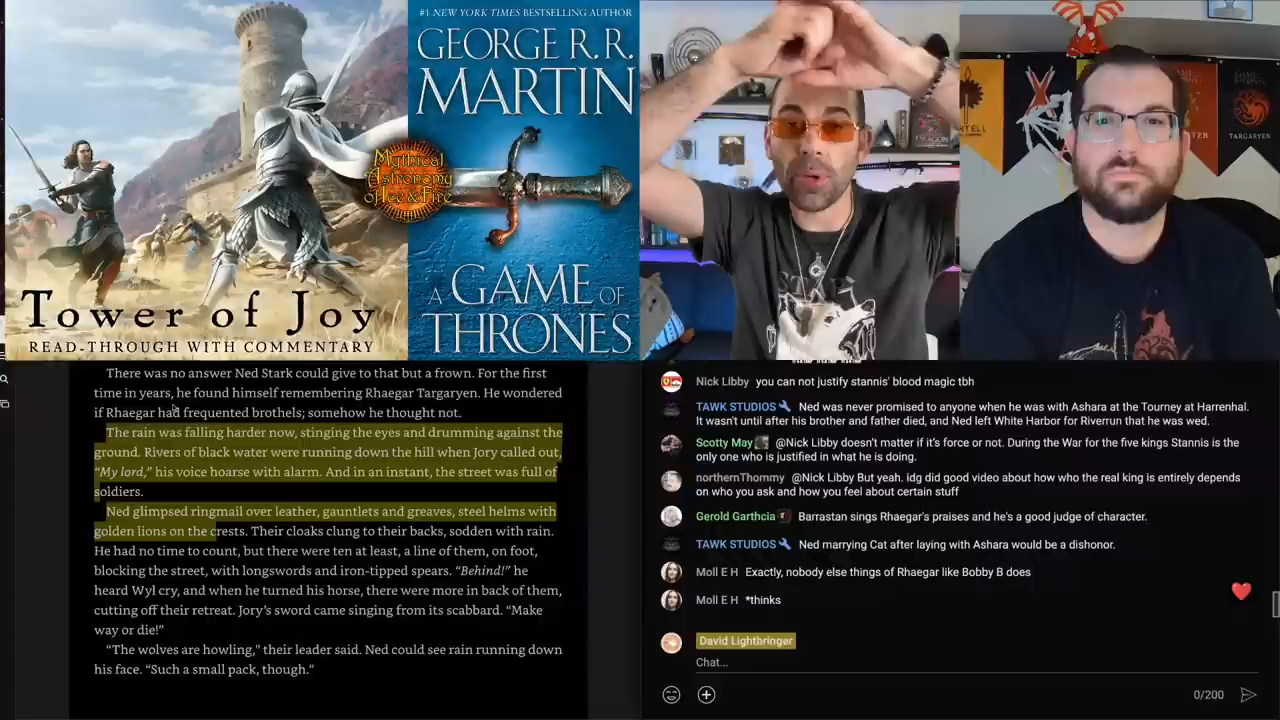 Tower of Joy
READ-THROUGH WITH COMMENTARY
Mythical
Astronomy
of Ice & Fire
#1 NEW YORK TIMES BESTSELLING AUTHOR
GEORGE R.R.
MARTIN
A GAME OF
THRONES
TARGARYEN
There was no answer Ned Stark could give to that but a frown. For the first
time in years, he found himself remembering Rhaegar Targaryen. He wondered
if Rhaegar had frequented brothels; somehow he thought not.
The rain was falling harder now, stinging the eyes and drumming against the
ground. Rivers of black water were running down the hill when Jory called out,
“My lord,” his voice hoarse with alarm. And in an instant, the street was full of
soldiers.
Ned glimpsed ringmail over leather, gauntlets and greaves, steel helms with
golden lions on the crests. Their cloaks clung to their backs, sodden with rain.
He had no time to count, but there were ten at least, a line of them, on foot,
blocking the street, with longswords and iron-tipped spears. “Behind!” he
heard Wyl cry, and when he turned his horse, there were more in back of them,
cutting off their retreat. Jory’s sword came singing from its scabbard. “Make
way or die!”
“The wolves are howling,” their leader said. Ned could see rain running down
his face. “Such a small pack, though.”
Nick Libby you can not justify stannis' blood magic tbh
TAWK STUDIOS Ned was never promised to anyone when he was with Ashara at the Tourney at Harrenhal.
It wasn't until after his brother and father died, and Ned left White Harbor for Riverrun that he was wed.
Scotty May @Nick Libby doesn't matter if it's force or not. During the War for the five kings Stannis is the
only one who is justified in what he is doing.
northernThommy @Nick Libby But yeah. idg did good video about how who the real king is entirely depends
on who you ask and how you feel about certain stuff
Gerold Garthcia Barrastan sings Rhaegar's praises and he's a good judge of character.
TAWK STUDIOS Ned marrying Cat after laying with Ashara would be a dishonor.
Moll E H Exactly, nobody else things of Rhaegar like Bobby B does
Moll E H *thinks
David Lightbringer
Chat...
0/200